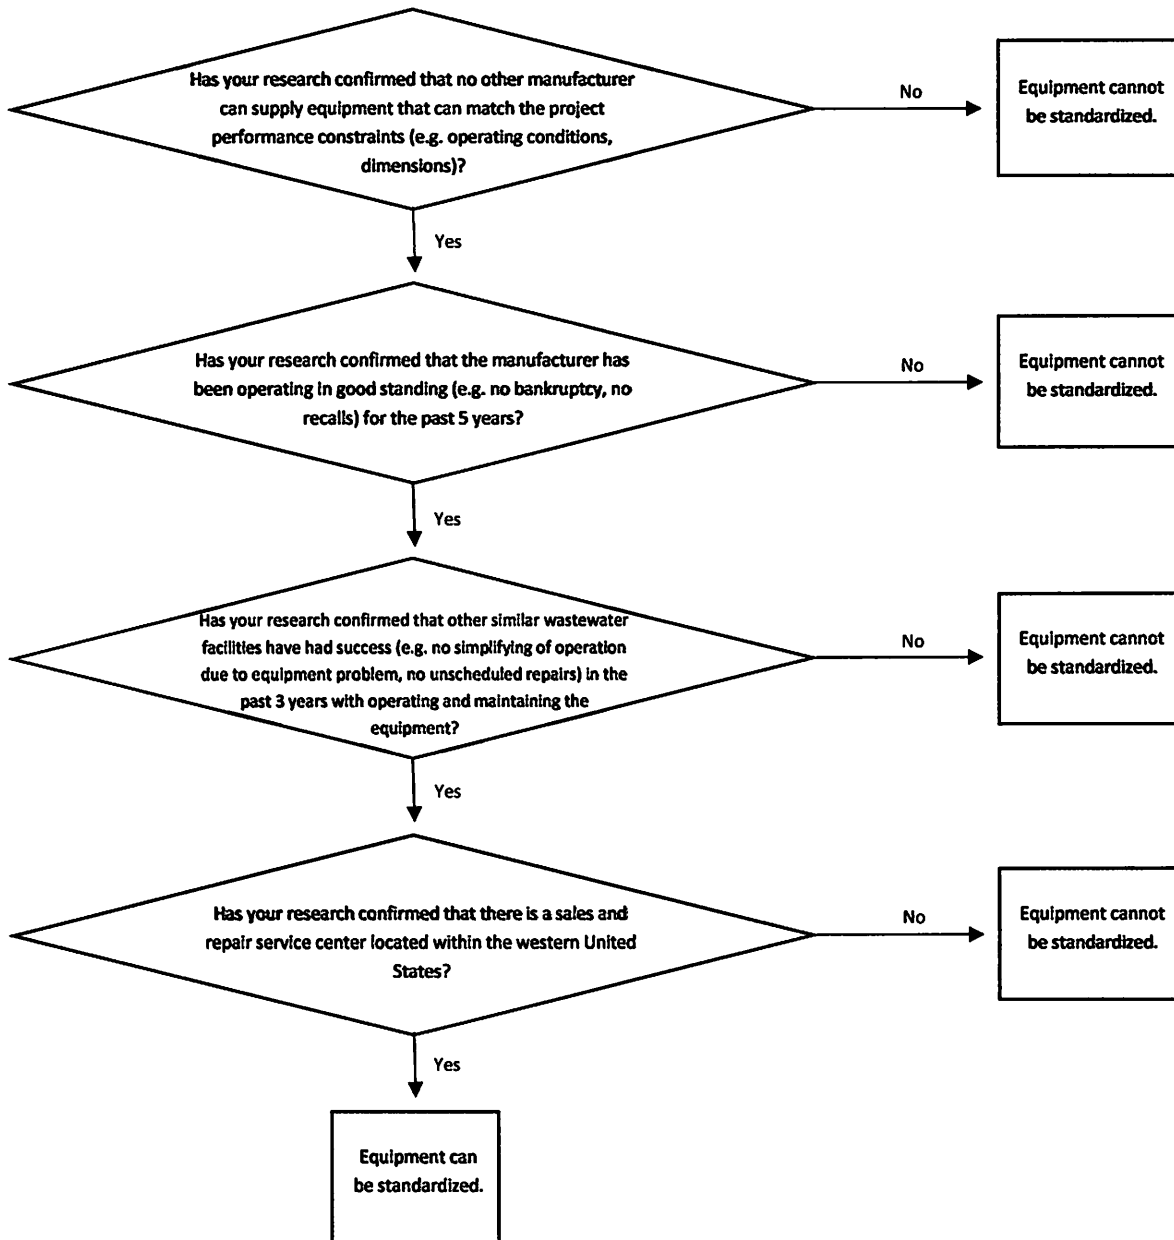 Has your research confirmed that no other manufacturer
can supply equipment that can match the project
performance constraints (e.g. operating conditions,
dimensions)?
No
Equipment cannot
be standardized.
Yes
Has your research confirmed that the manufacturer has
been operating in good standing (e.g. no bankruptcy, no
recalls) for the past 5 years?
No
Equipment cannot
be standardized.
Yes
Has your research confirmed that other similar wastewater
facilities have had success (e.g. no simplifying of operation
due to equipment problem, no unscheduled repairs) in the
past 3 years with operating and maintaining the
equipment?
No
Equipment cannot
be standardized.
Yes
Has your research confirmed that there is a sales and
repair service center located within the western United
States?
No
Equipment cannot
be standardized.
Yes
Equipment can
be standardized.